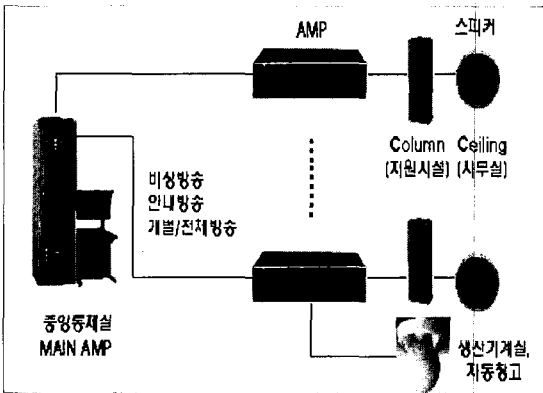 AMP
스피커
Column Ceiling
(지원시설) (사무실)
비상방송
안내방송
개별/전체방송
중앙통제실
MAIN AMP
생산기계실,
자동창고